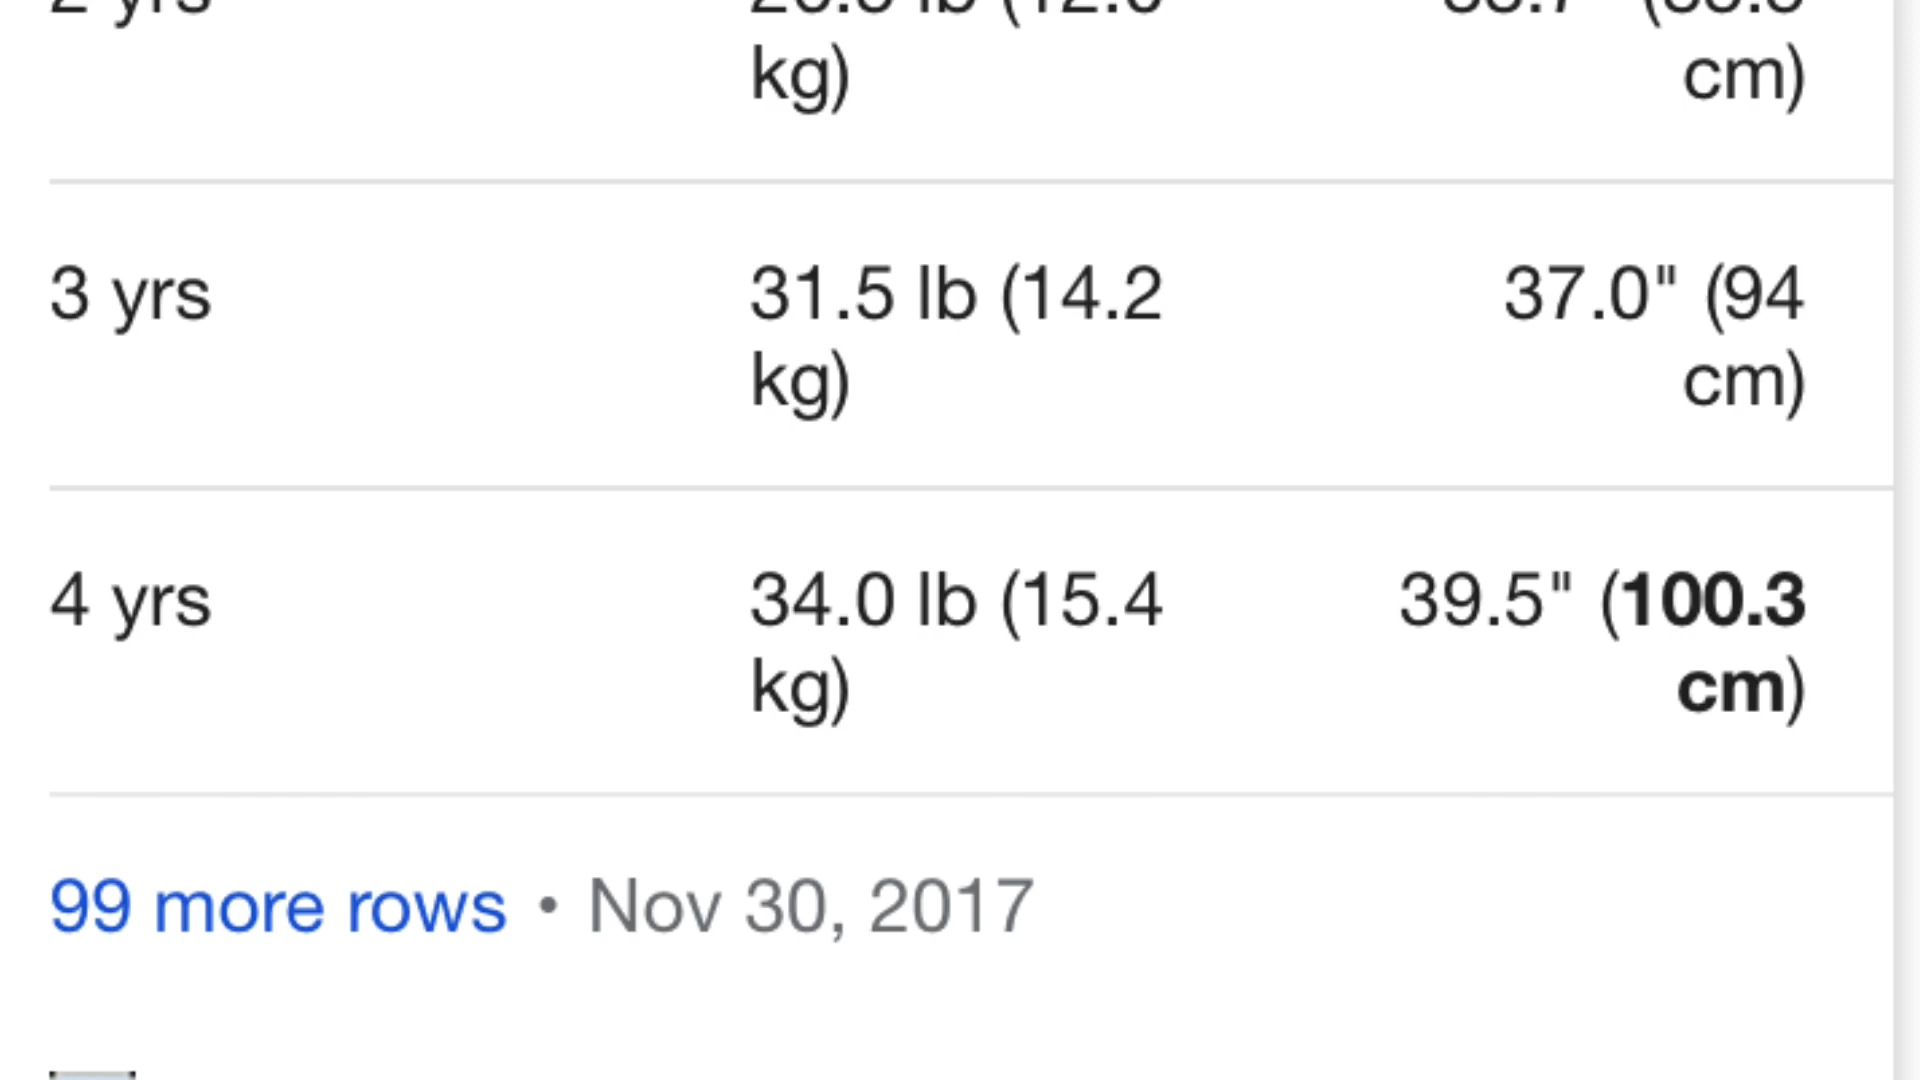 kg) cm)
3 yrs 31.5 lb (14.2 37.0" (94
kg) cm)
4 yrs 34.0 lb (15.4 39.5" (100.3
kg) cm)
99 more rows • Nov 30, 2017